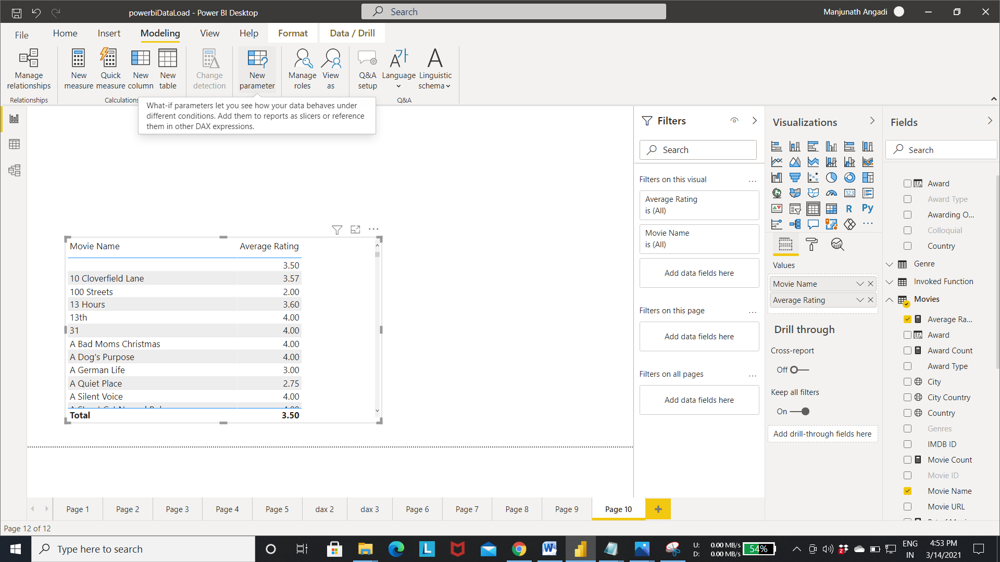 powerbiDataLoad - Power BI Desktop
Search
Manjunath Angadi
File
Home
Insert
Modeling
View
Help
Format
Data / Drill
Manage relationships
New measure
Quick measure
New column
New table
Change detection
New parameter
Manage roles
View as
Q&A setup
Language
Linguistic schema
Relationships
Calculations
Q&A
What-if parameters let you see how your data behaves under
different conditions. Add them to reports as slicers or reference
them in other DAX expressions.
Movie Name Average Rating
3.50
10 Cloverfield Lane 3.57
100 Streets 2.00
13 Hours 3.60
13th 4.00
31 4.00
A Bad Moms Christmas 4.00
A Dog's Purpose 4.00
A German Life 3.00
A Quiet Place 2.75
A Silent Voice 4.00
Total 3.50
Filters
Search
Filters on this visual ...
Average Rating
is (All)
Movie Name
is (All)
Add data fields here
Filters on this page ...
Add data fields here
Filters on all pages ...
Add data fields here
Visualizations
123
R
Py
...
Values
Movie Name
Average Rating
Drill through
Cross-report
Off
Keep all filters
On
Add drill-through fields here
Fields
Search
Award
Award Type
Awarding O...
Colloquial
Country
Genre
Invoked Function
Movies
Average Ra...
Award
Award Count
Award Type
City
City Country
Country
Genres
IMDB ID
Movie Count
Movie ID
Movie Name
Movie URL
Page 1
Page 2
Page 3
Page 4
Page 5
dax 2
dax 3
Page 6
Page 7
Page 8
Page 9
Page 10
+
Page 12 of 12
Type here to search
L
W
U: 0.00 MB/s
D: 0.00 MB/s
54%
2
ENG
IN
4:53 PM
3/14/2021